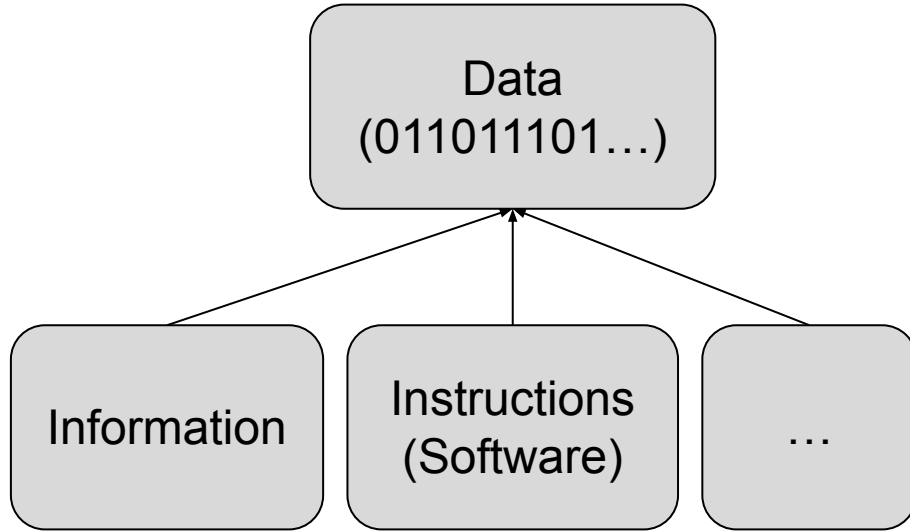 Data
(011011101…)
Information
Instructions
(Software)
…